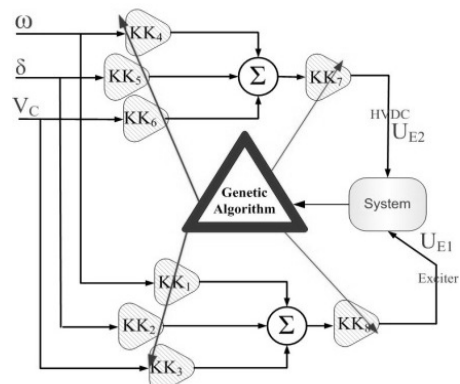 ω
KK4
δ
KK5
Σ
KK7
VC
KK6
HVDC
UE2
Genetic
Algorithm
System
UE1
Exciter
KK1
KK2
Σ
KK8
KK3